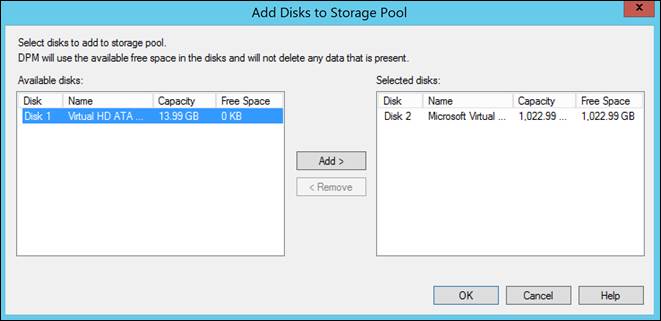 Add Disks to Storage Pool
x
Select disks to add to storage pool.
DPM will use the available free space in the disks and will not delete any data that is present.
Available disks:
Disk Name Capacity Free Space
Disk 1 Virtual HD ATA ... 13.99 GB 0 KB
Add >
< Remove
Selected disks:
Disk Name Capacity Free Space
Disk 2 Microsoft Virtual ... 1,022.99 ... 1,022.99 GB
OK Cancel Help